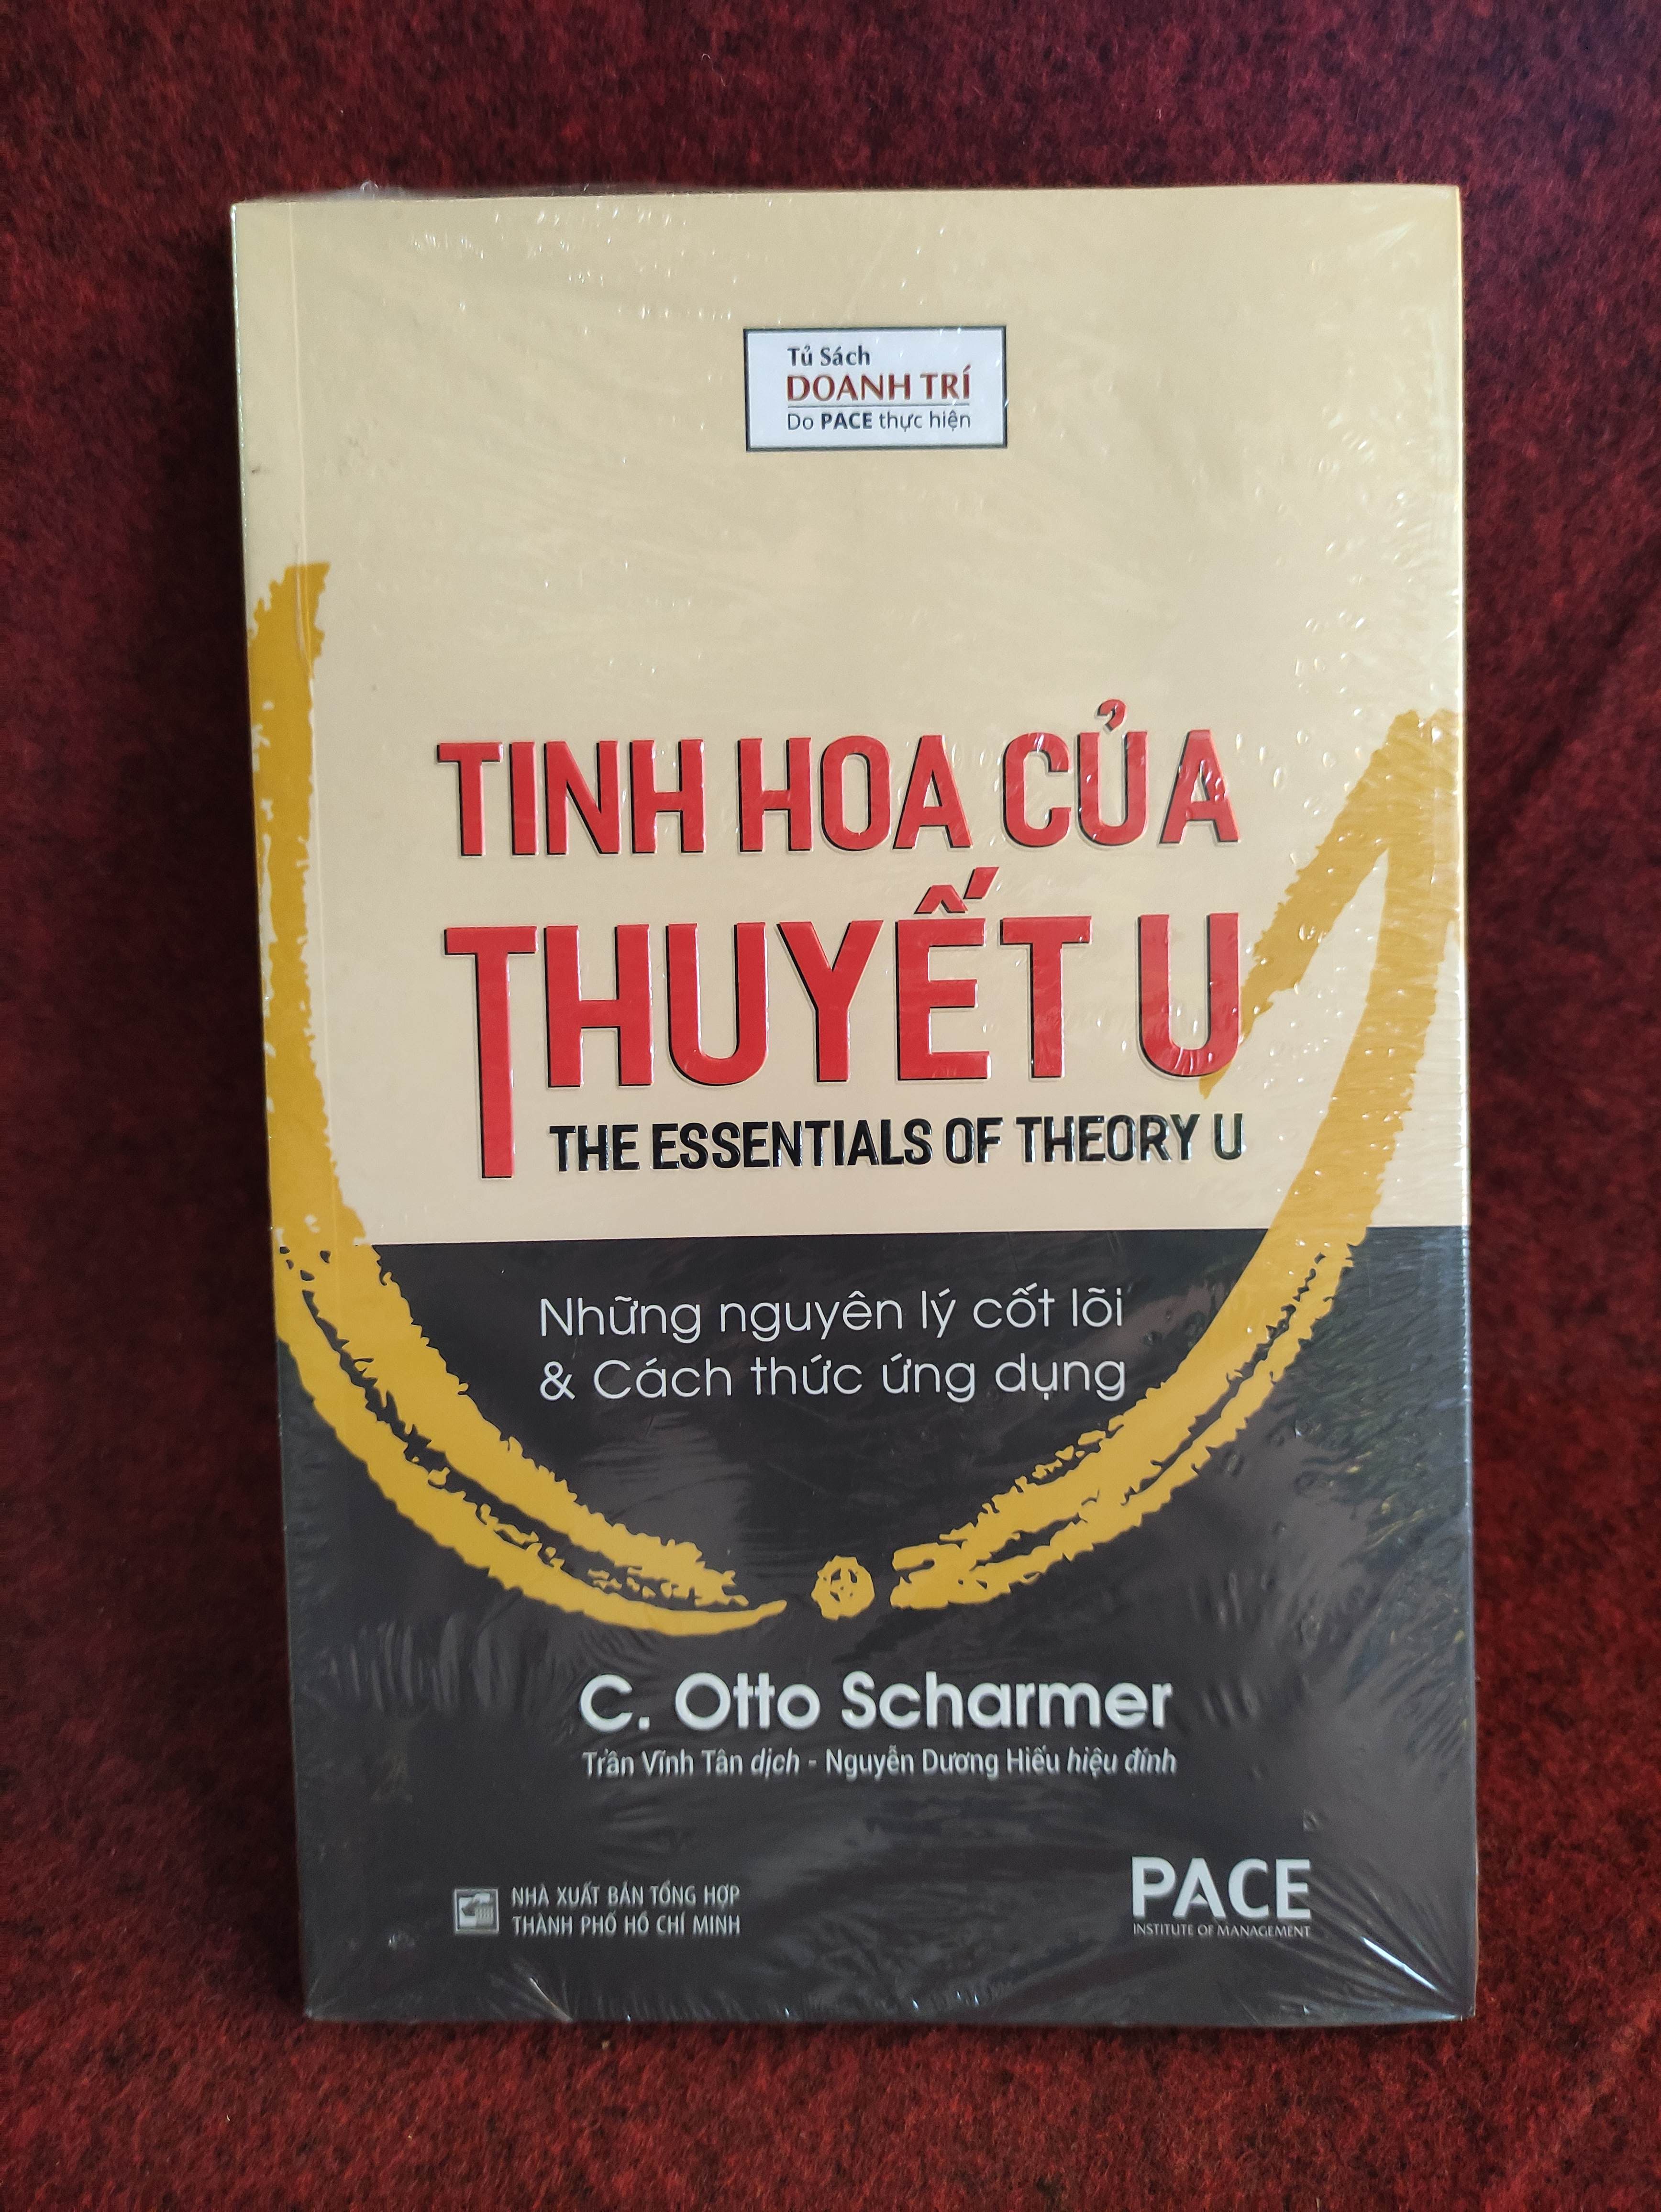 Tủ Sách
DOANH TRÍ
Do PACE thực hiện
TINH HOA CỦA
THUYẾT U
THE ESSENTIALS OF THEORY U
Những nguyên lý cốt lõi
& Cách thức ứng dụng
C. Otto Scharmer
Trần Vĩnh Tân dịch - Nguyễn Dương Hiếu hiệu đính
NHÀ XUẤT BẢN TỔNG HỢP
THÀNH PHỐ HỒ CHÍ MINH
PACE
INSTITUTE OF MANAGEMENT